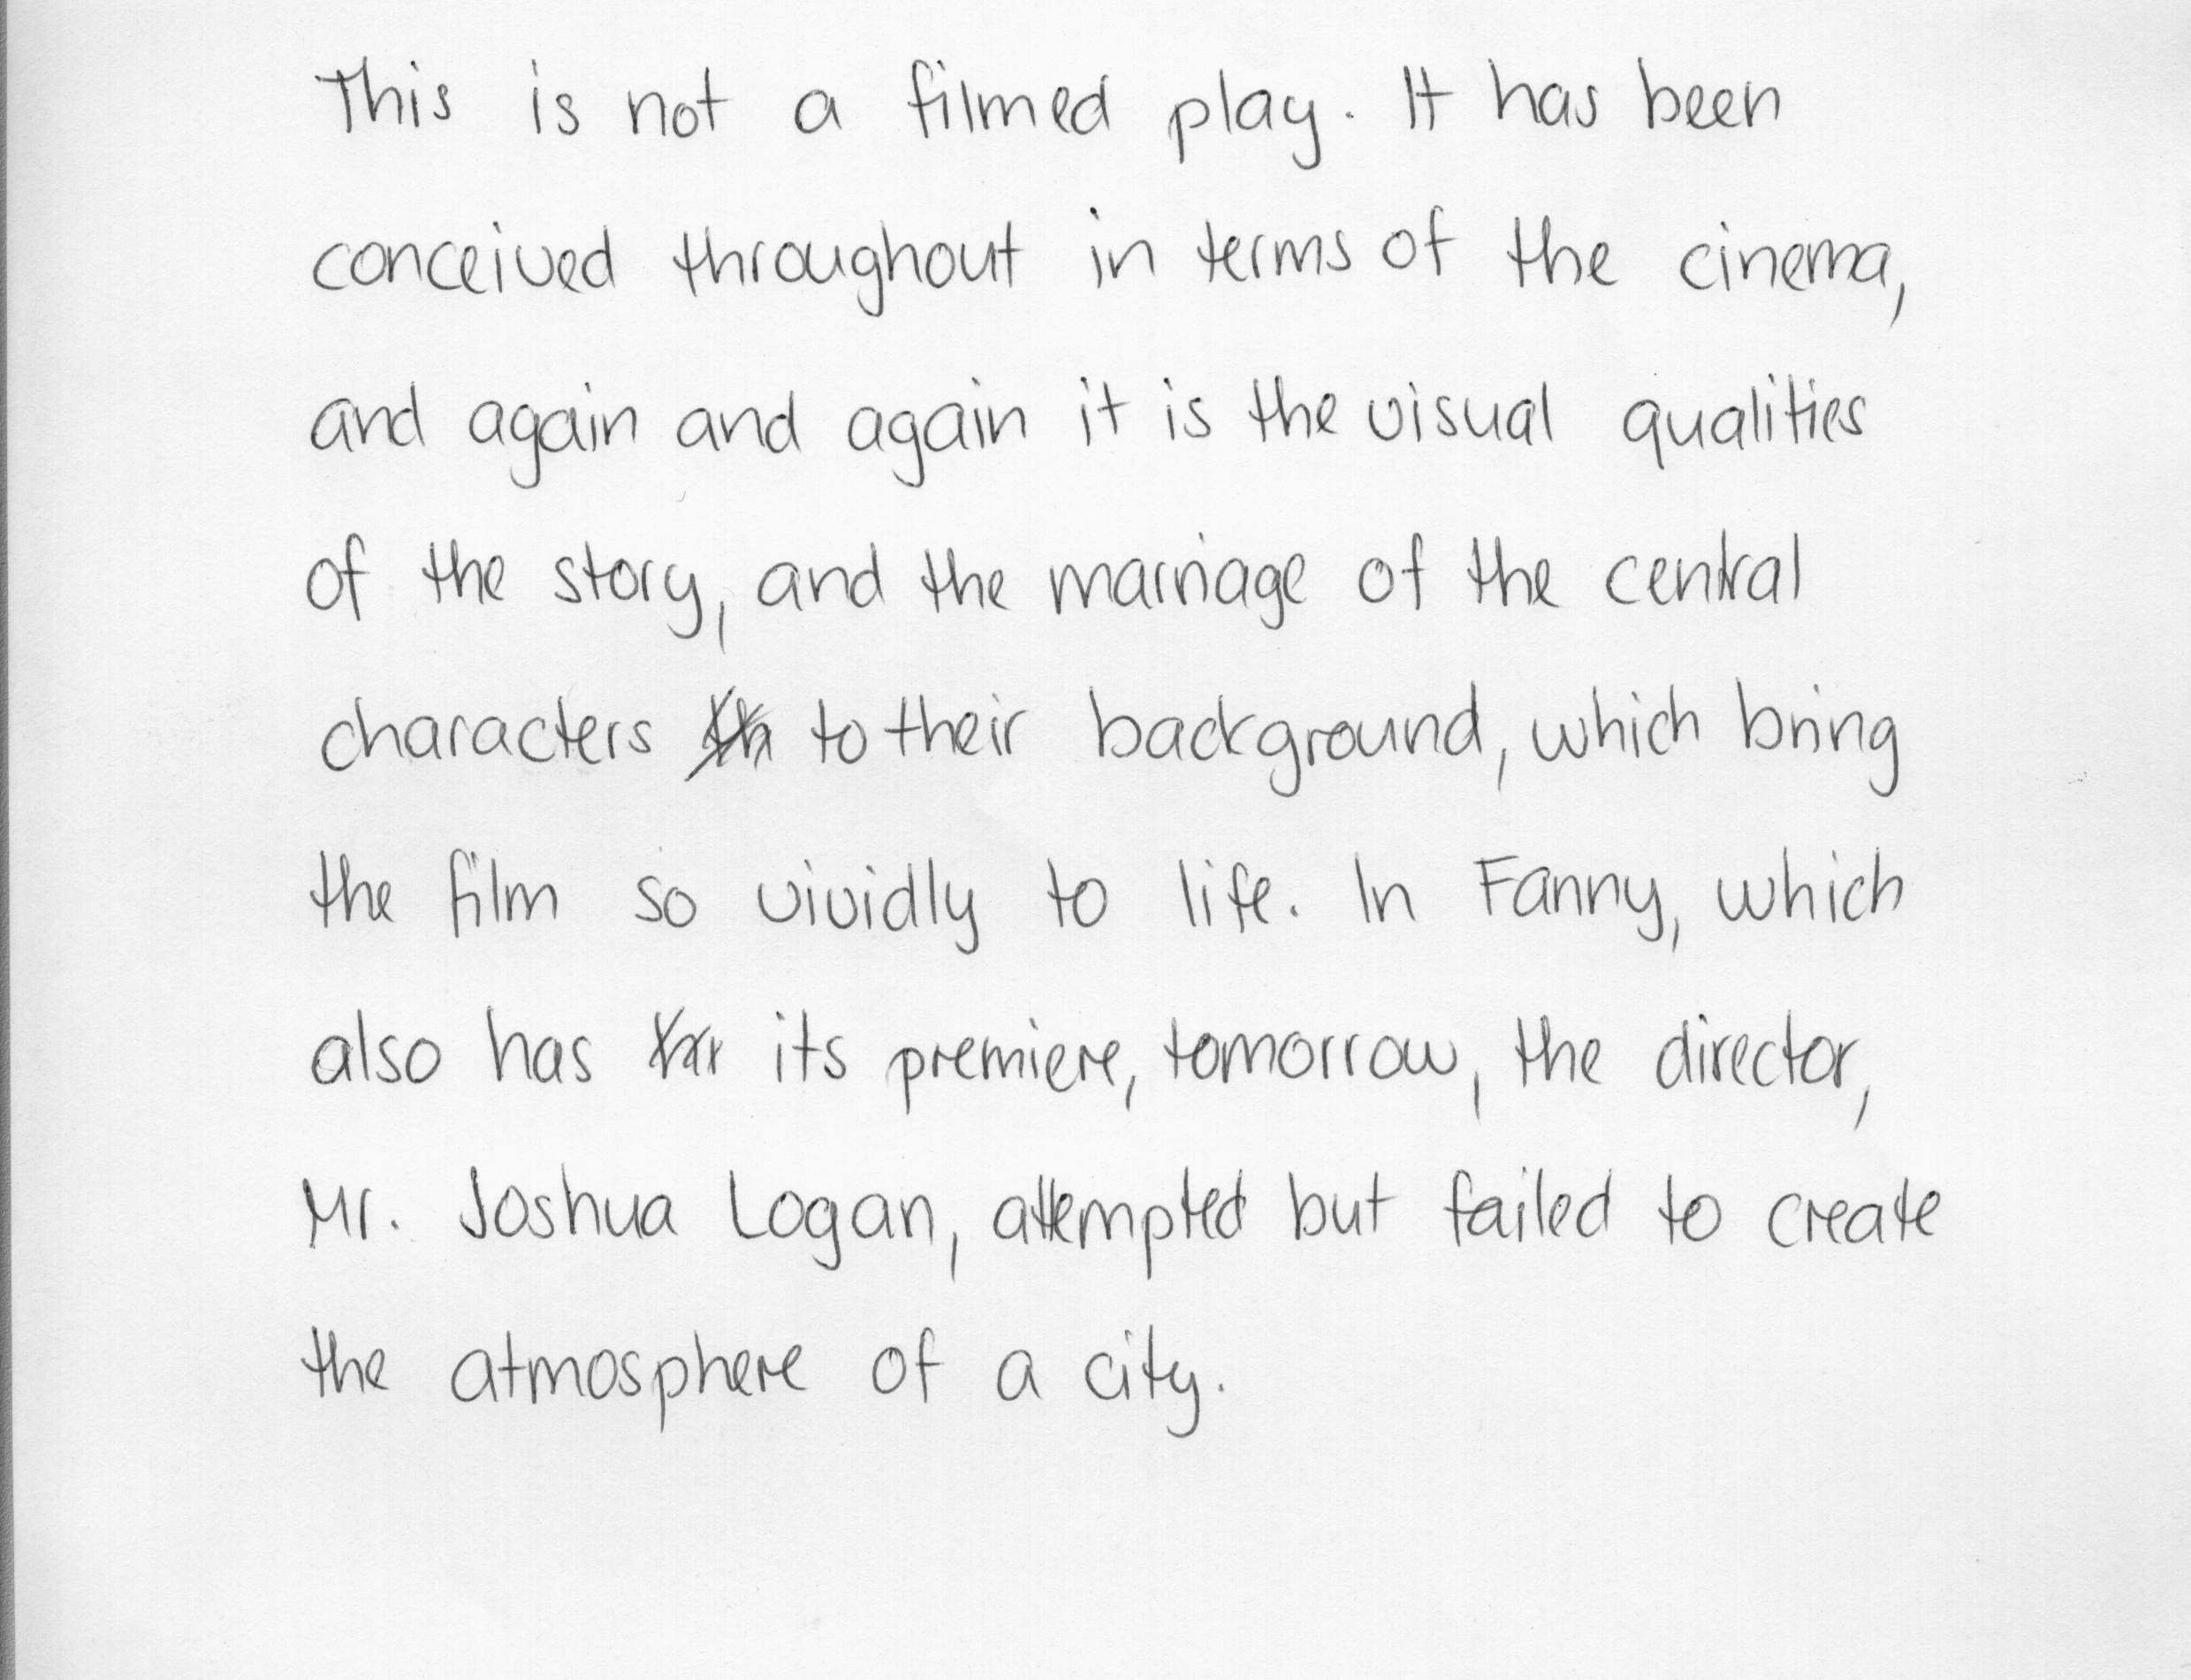 This is not a filmed play. It has been
conceived throughout in terms of the cinema,
and again and again it is the visual qualities
of the story, and the marriage of the central
characters to their background, which bring
the film so vividly to life. In Fanny, which
also has its premiere, tomorrow, the director,
Mr. Joshua Logan, attempted but failed to create
the atmosphere of a city.